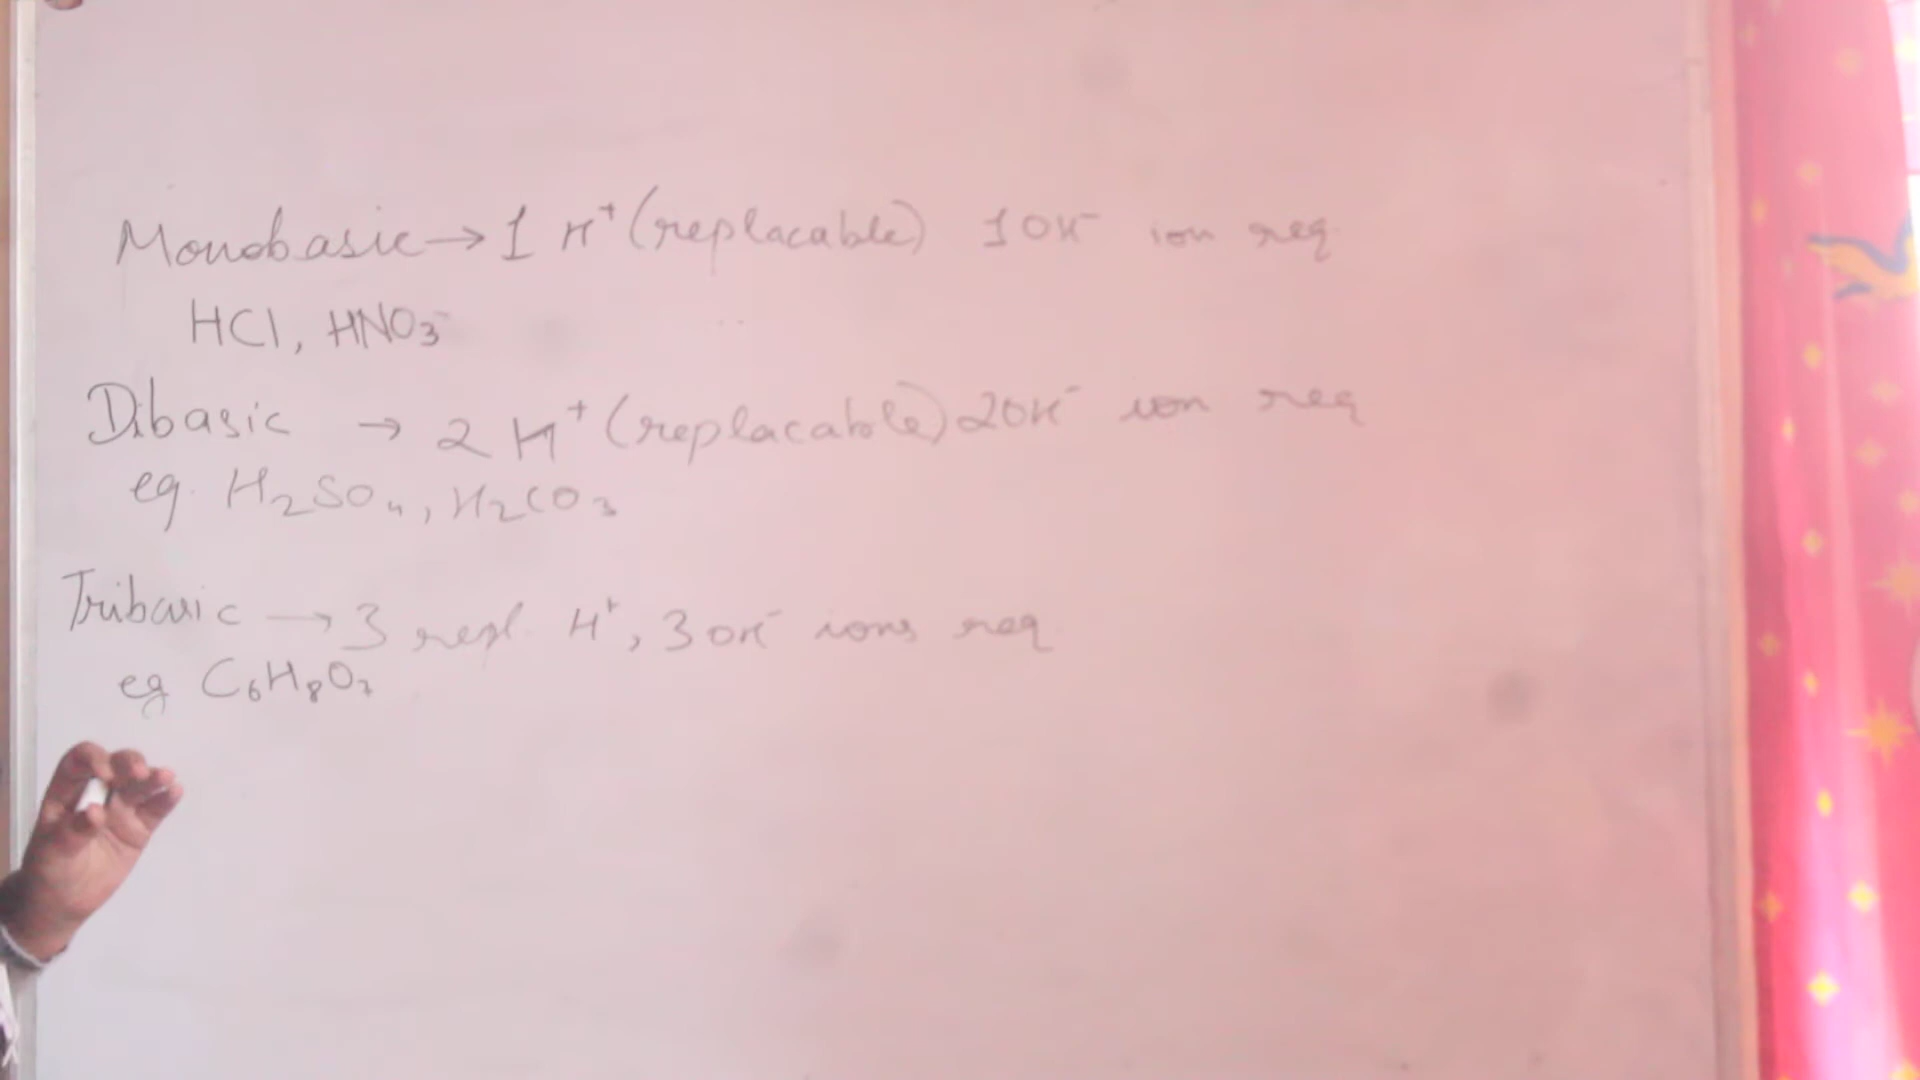 Monobasic → 1 H⁺ (replacable) 1 OH⁻ ion req
HCl, HNO₃
Dibasic → 2 H⁺ (replacable) 2OH⁻ ion req
eg. H₂SO₄, H₂CO₃
Tribasic → 3 repl. H⁺, 3 OH⁻ ions req
eg C₆H₈O₇